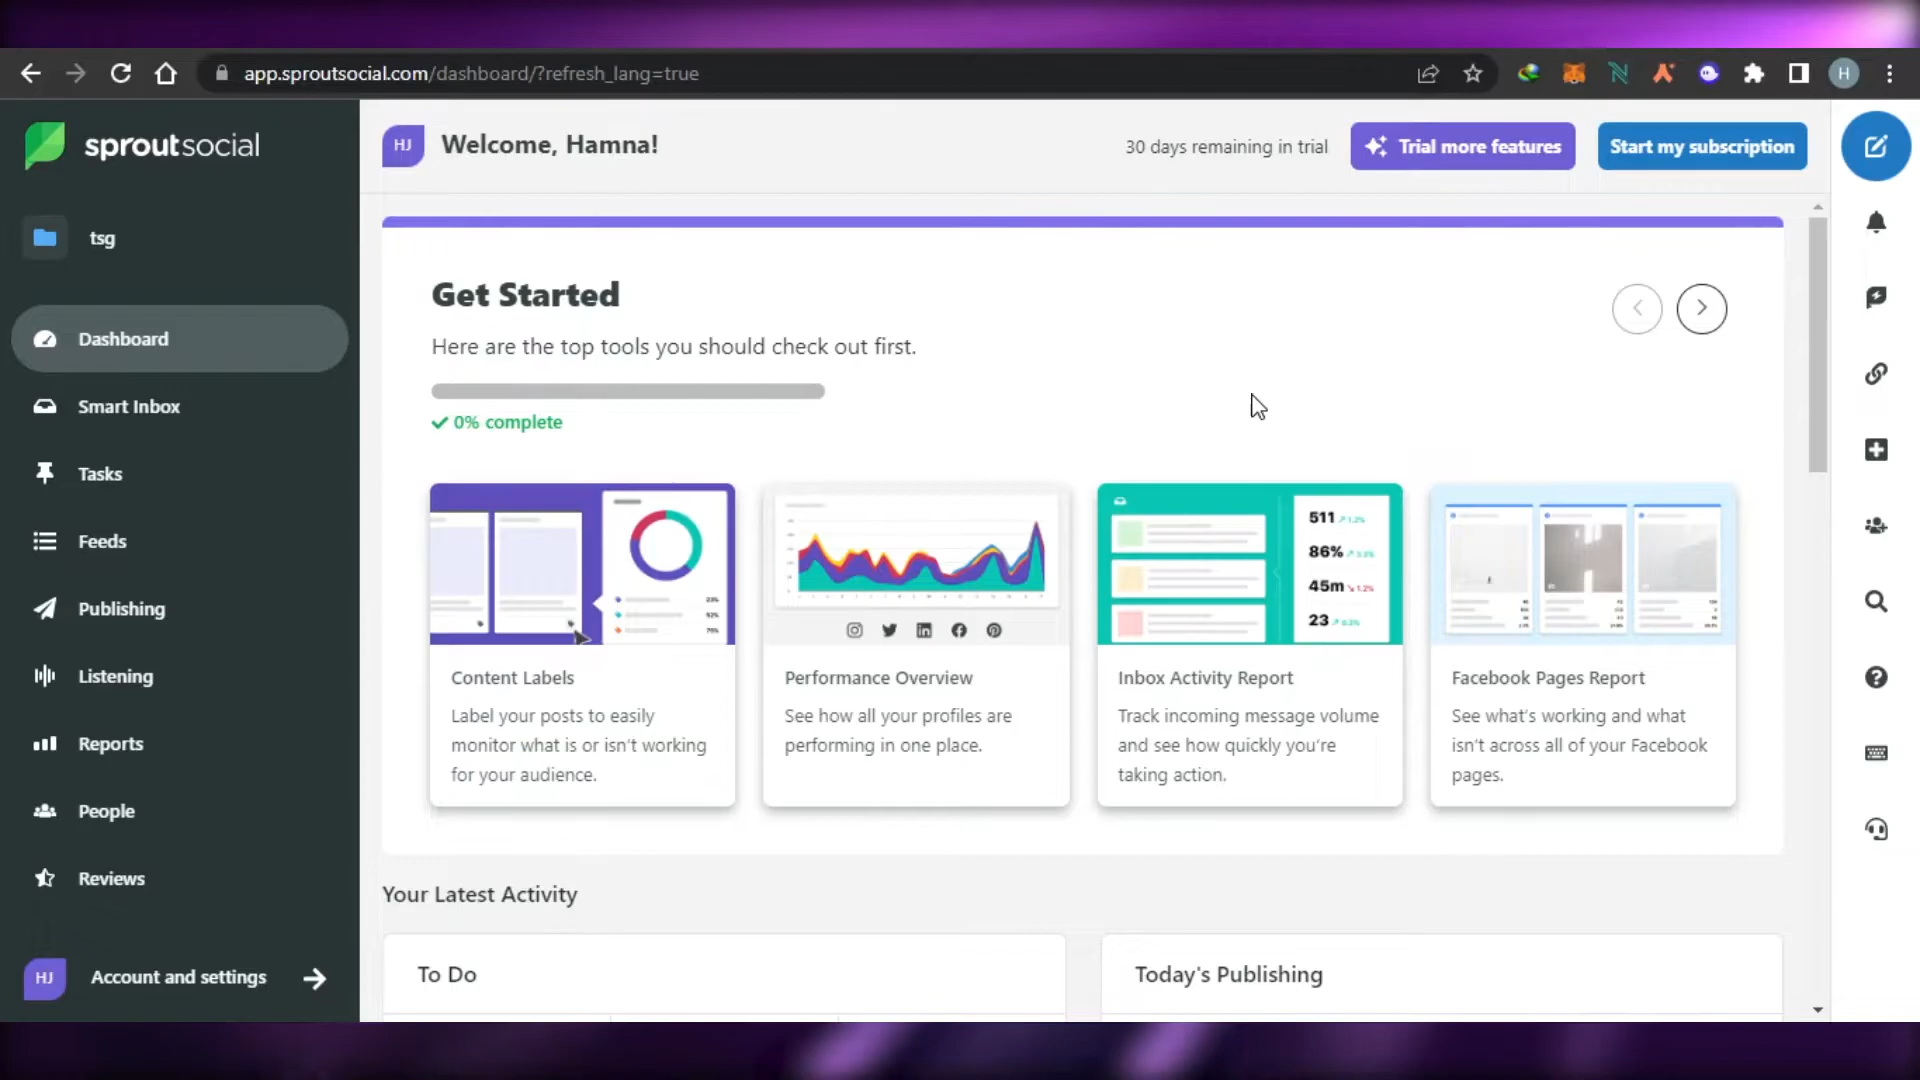 app.sproutsocial.com/dashboard/?refresh_lang=true
H
sproutsocial
HJ
Welcome, Hamna!
30 days remaining in trial
Trial more features
Start my subscription
tsg
Dashboard
Smart Inbox
Tasks
Feeds
Publishing
Listening
Reports
People
Reviews
HJ
Account and settings
Get Started
Here are the top tools you should check out first.
0% complete
511
86%
45m
23
Content Labels
Label your posts to easily
monitor what is or isn't working
for your audience.
Performance Overview
See how all your profiles are
performing in one place.
Inbox Activity Report
Track incoming message volume
and see how quickly you're
taking action.
Facebook Pages Report
See what's working and what
isn't across all of your Facebook
pages.
Your Latest Activity
To Do
Today's Publishing